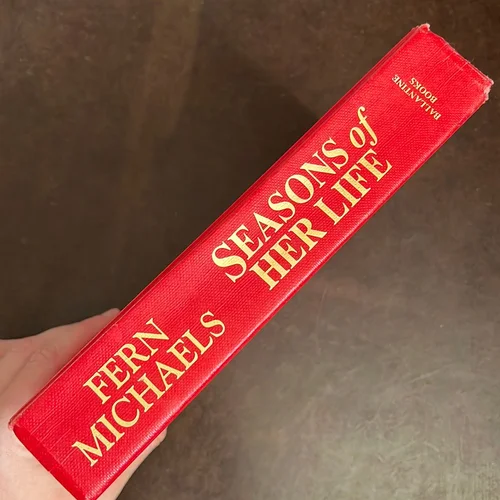 FERN
MICHAELS
SEASONS of
HER LIFE
BALLANTINE
BOOKS